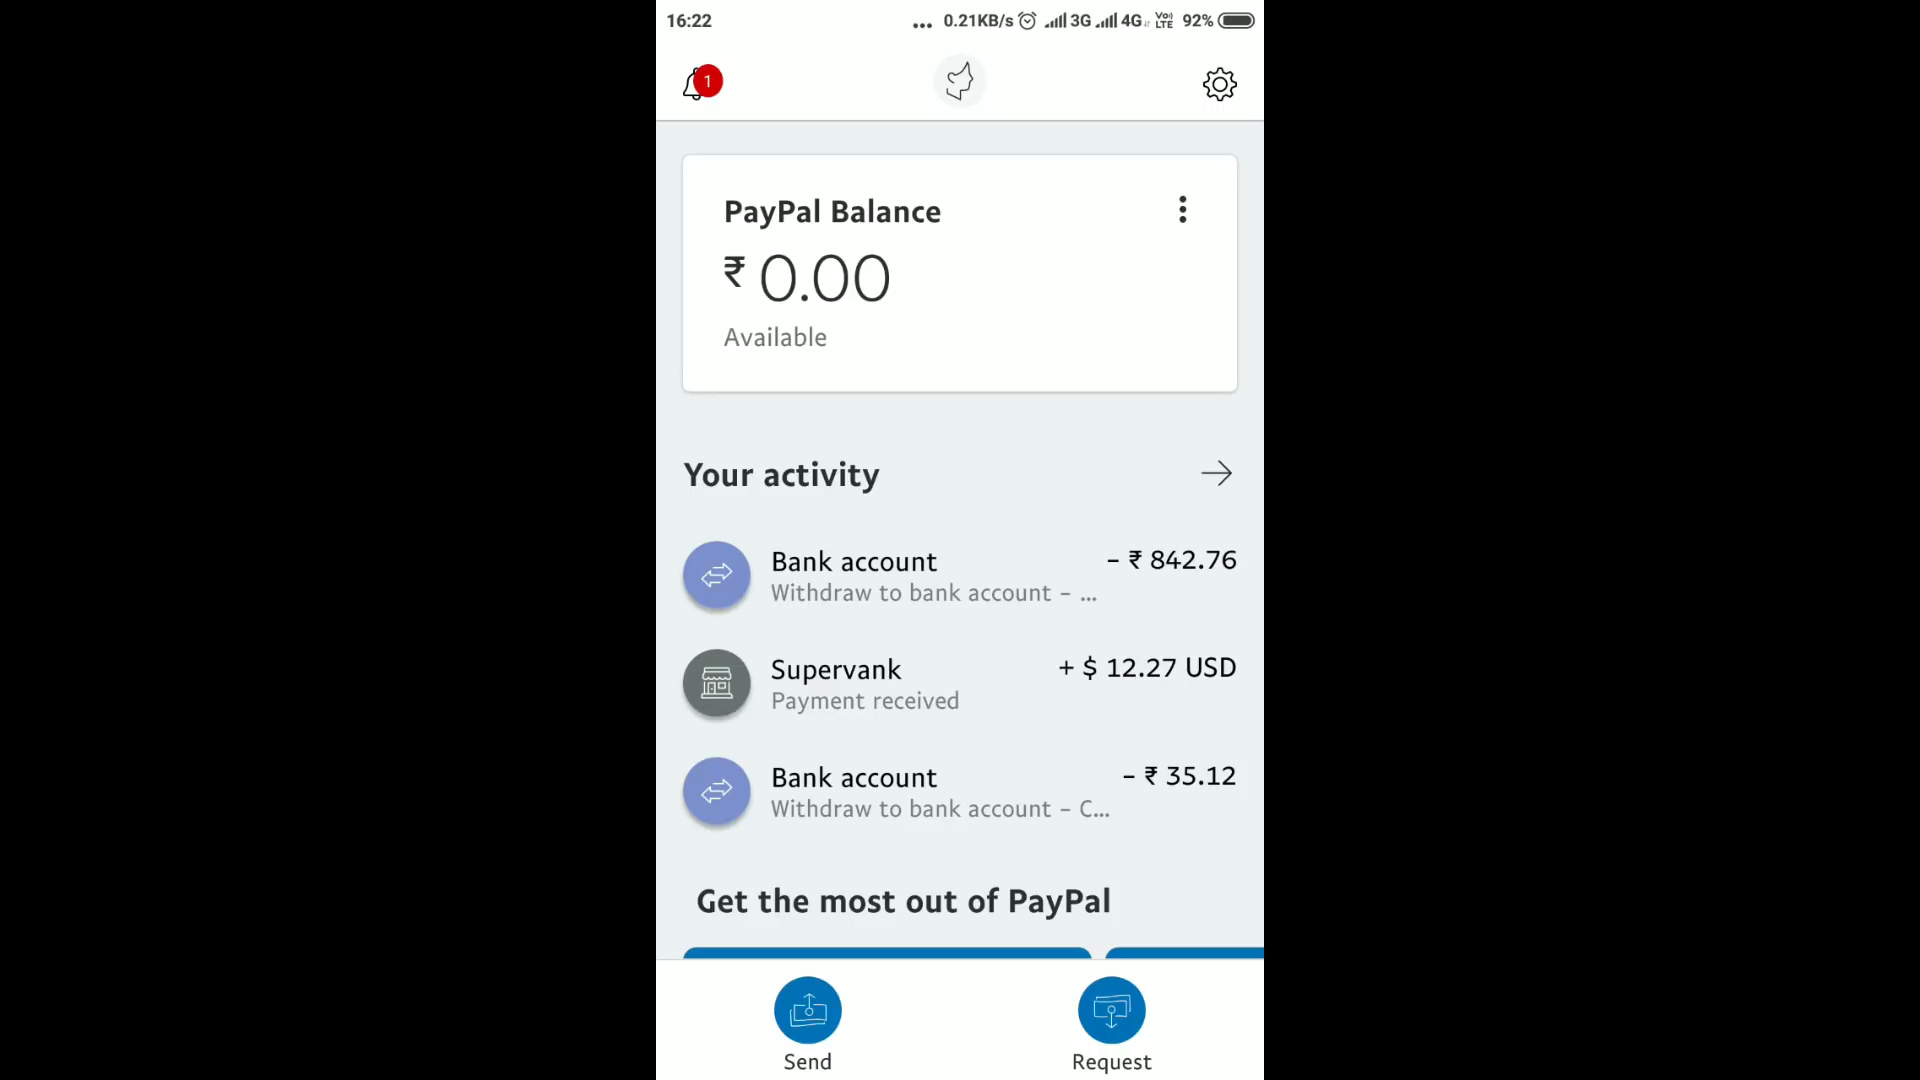 16:22
... 0.21KB/s 3G 4G Vo) LTE 92%
1
PayPal Balance
₹ 0.00
Available
Your activity
Bank account – ₹ 842.76
Withdraw to bank account – ...
Supervank + $ 12.27 USD
Payment received
Bank account – ₹ 35.12
Withdraw to bank account – C...
Get the most out of PayPal
Send Request